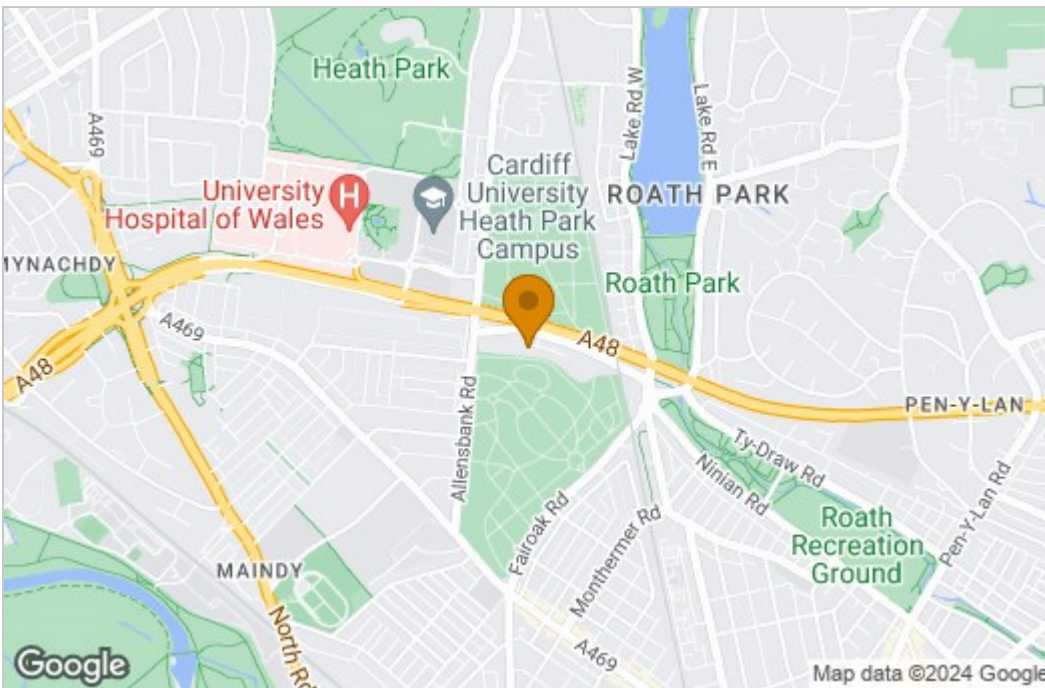 Heath Park
A469
Lake Rd W
Lake Rd E
University
Hospital of Wales
H
Cardiff
University
Heath Park
Campus
ROATH PARK
MYNACHDY
Roath Park
A469
A48
A48
PEN-Y-LAN
Allensbank Rd
Ty-Draw Rd
Ninian Rd
Pen-Y-Lan Rd
Fairoak Rd
Monthermer Rd
Roath
Recreation
Ground
MAINDY
North Rd
A469
Google
Map data ©2024 Google